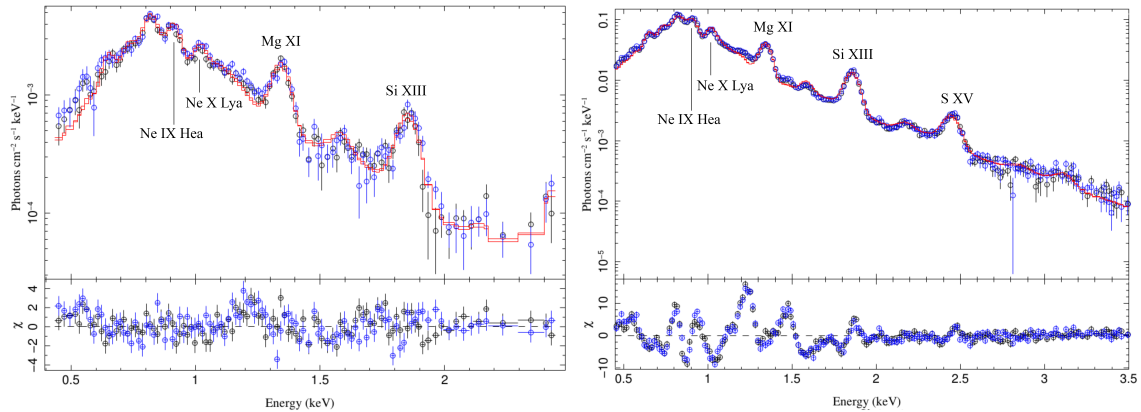 Mg XI
Si XIII
Ne X Lya
Ne IX Hea
10⁻³
10⁻⁴
Photons cm⁻² s⁻¹ keV⁻¹
4
2
0
−2
−4
χ
0.5
1
1.5
2
Energy (keV)
0.1
0.01
10⁻³
10⁻⁴
10⁻⁵
Photons cm⁻² s⁻¹ keV⁻¹
Mg XI
Si XIII
S XV
Ne X Lya
Ne IX Hea
10
0
−10
χ
0.5
1
1.5
2
2.5
3
3.5
Energy (keV)